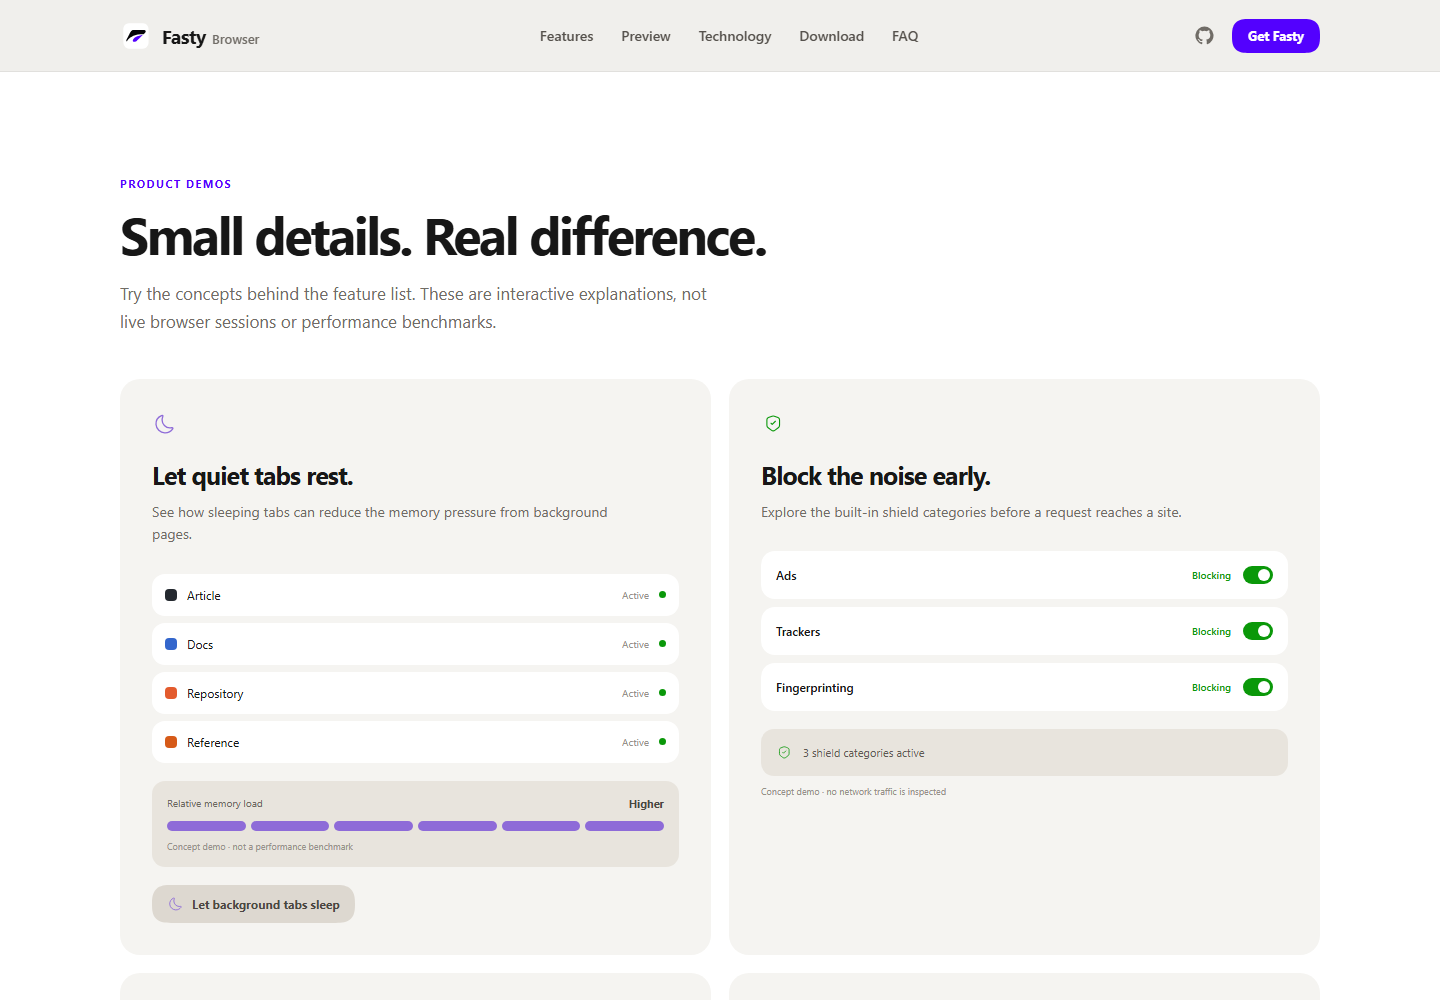 Fasty Browser
Features
Preview
Technology
Download
FAQ
Get Fasty
PRODUCT DEMOS
Small details. Real difference.
Try the concepts behind the feature list. These are interactive explanations, not
live browser sessions or performance benchmarks.
Let quiet tabs rest.
See how sleeping tabs can reduce the memory pressure from background
pages.
Article Active
Docs Active
Repository Active
Reference Active
Relative memory load Higher
Concept demo · not a performance benchmark
Let background tabs sleep
Block the noise early.
Explore the built-in shield categories before a request reaches a site.
Ads Blocking
Trackers Blocking
Fingerprinting Blocking
3 shield categories active
Concept demo · no network traffic is inspected